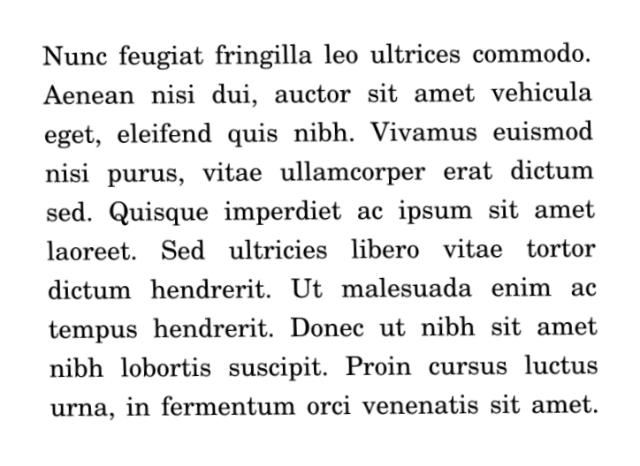 Nunc feugiat fringilla leo ultrices commodo.
Aenean nisi dui, auctor sit amet vehicula
eget, eleifend quis nibh. Vivamus euismod
nisi purus, vitae ullamcorper erat dictum
sed. Quisque imperdiet ac ipsum sit amet
laoreet. Sed ultricies libero vitae tortor
dictum hendrerit. Ut malesuada enim ac
tempus hendrerit. Donec ut nibh sit amet
nibh lobortis suscipit. Proin cursus luctus
urna, in fermentum orci venenatis sit amet.